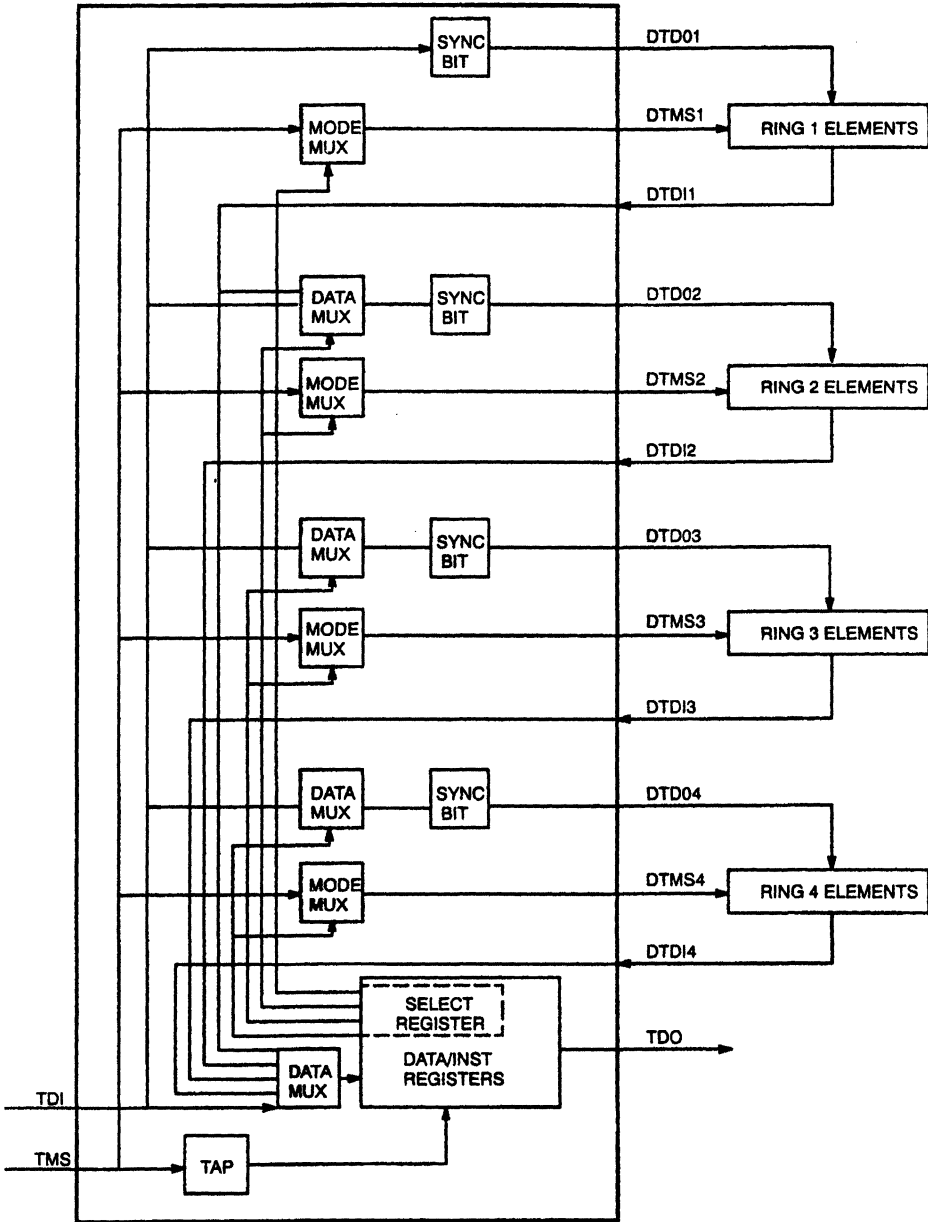 SYNC
BIT
DTD01
MODE
MUX
DTMS1
RING 1 ELEMENTS
DTDI1
DATA
MUX
SYNC
BIT
DTD02
MODE
MUX
DTMS2
RING 2 ELEMENTS
DTDI2
DATA
MUX
SYNC
BIT
DTD03
MODE
MUX
DTMS3
RING 3 ELEMENTS
DTDI3
DATA
MUX
SYNC
BIT
DTD04
MODE
MUX
DTMS4
RING 4 ELEMENTS
DTDI4
SELECT
REGISTER
DATA/INST
REGISTERS
TDO
DATA
MUX
TDI
TMS
TAP